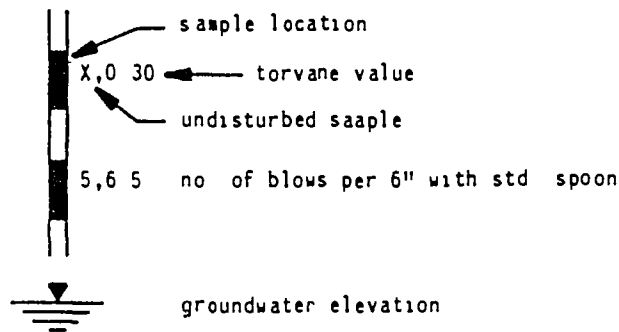 sample location
X,0 30 torvane value
undisturbed saaple
5,6 5 no of blows per 6" with std spoon
groundwater elevation